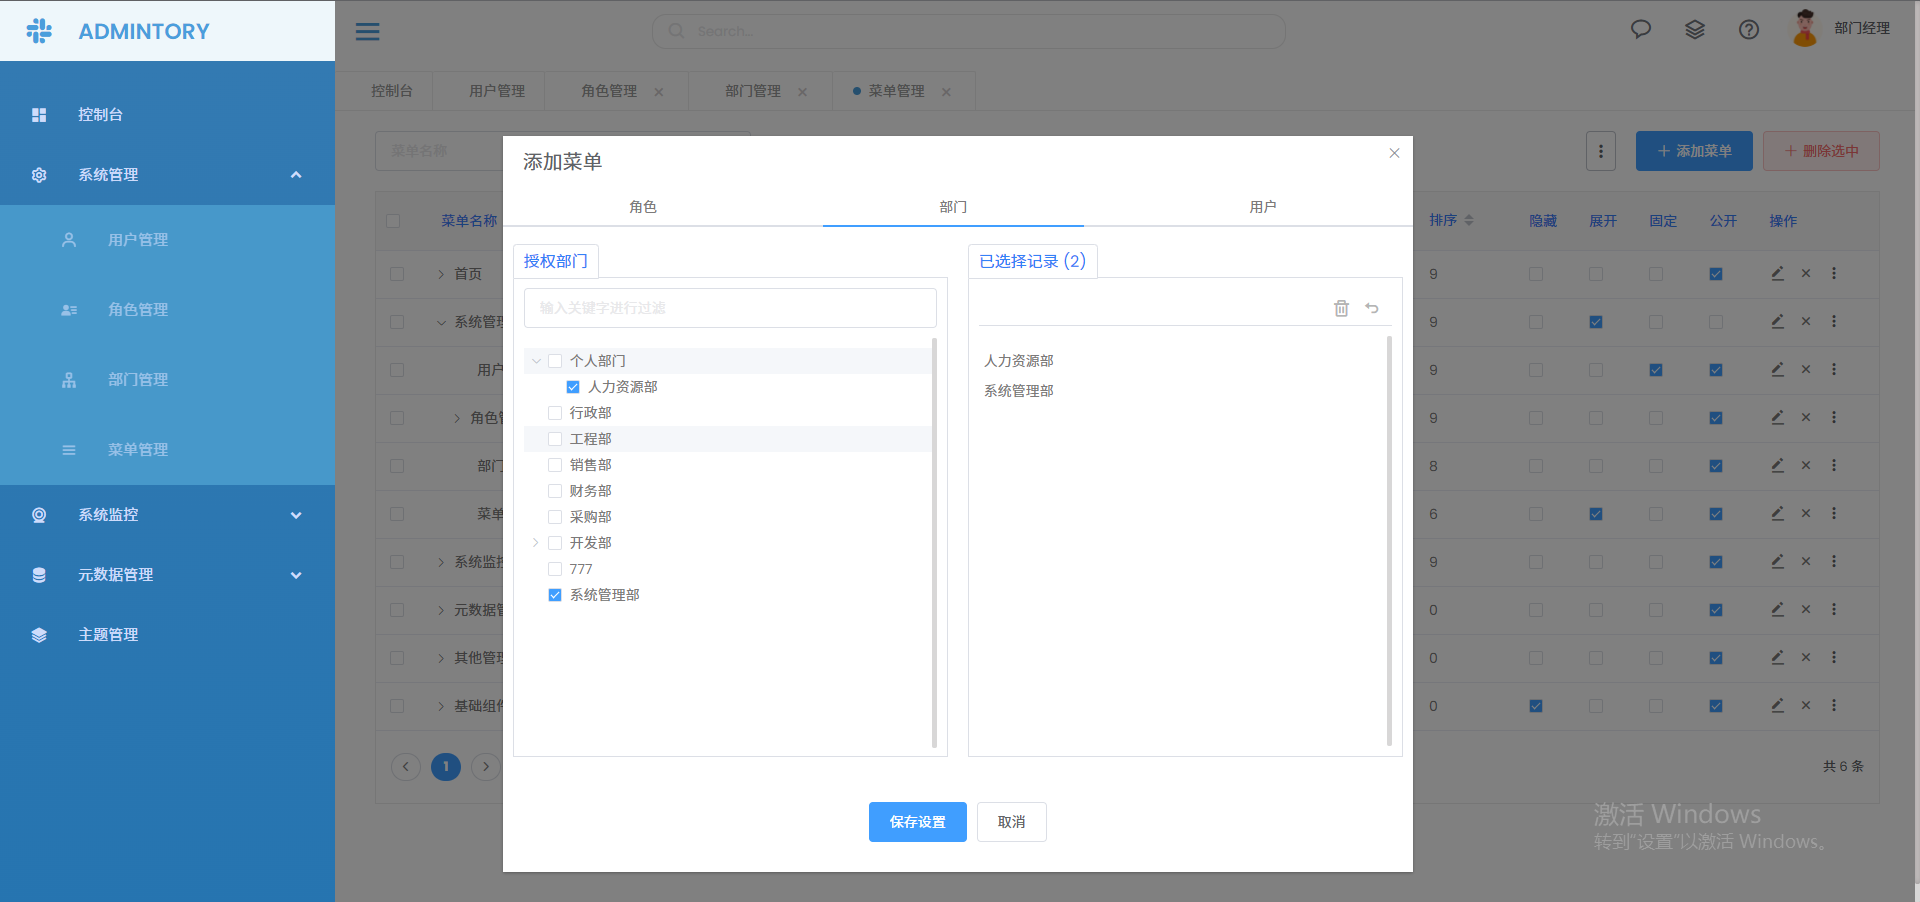 ADMINTORY
Search...
部门经理
控制台
用户管理
角色管理
部门管理
菜单管理
控制台
系统管理
用户管理
角色管理
部门管理
菜单管理
系统监控
元数据管理
主题管理
菜单名称
添加菜单
删除选中
菜单名称
排序
隐藏
展开
固定
公开
操作
首页
9
系统管理
9
用户
9
角色
9
部门
8
菜单
6
系统监控
9
元数据
0
其他管理
0
基础组件
0
1
共 6 条
添加菜单
角色
部门
用户
授权部门
输入关键字进行过滤
个人部门
人力资源部
行政部
工程部
销售部
财务部
采购部
开发部
777
系统管理部
已选择记录 (2)
人力资源部
系统管理部
保存设置
取消
激活 Windows
转到"设置"以激活 Windows。